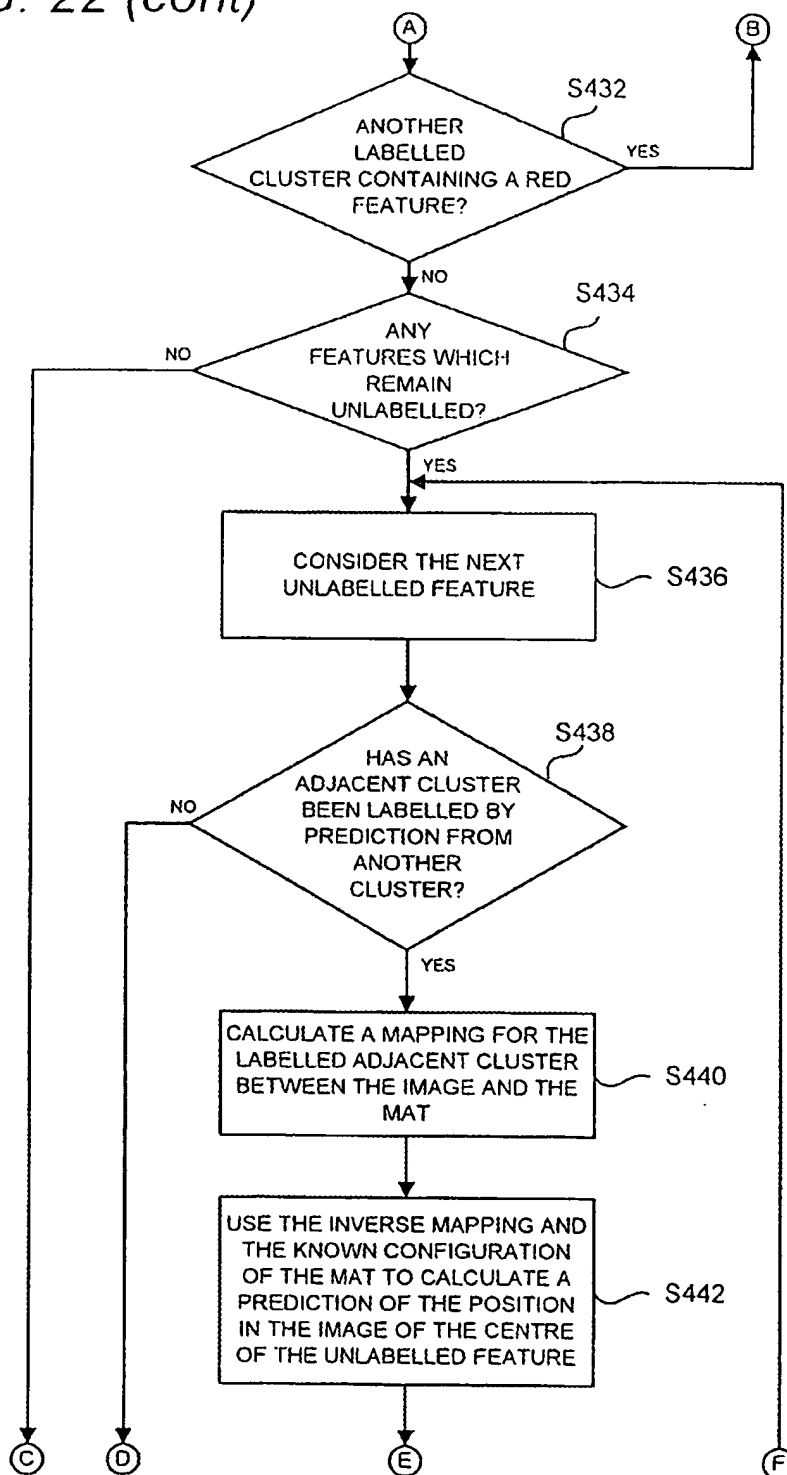 22 (cont)
A
B
S432
ANOTHER
LABELLED
CLUSTER CONTAINING A RED
FEATURE?
YES
NO
S434
ANY
FEATURES WHICH
REMAIN
UNLABELLED?
NO
YES
CONSIDER THE NEXT
UNLABELLED FEATURE
S436
S438
HAS AN
ADJACENT CLUSTER
BEEN LABELLED BY
PREDICTION FROM
ANOTHER
CLUSTER?
NO
YES
CALCULATE A MAPPING FOR THE
LABELLED ADJACENT CLUSTER
BETWEEN THE IMAGE AND THE
MAT
S440
USE THE INVERSE MAPPING AND
THE KNOWN CONFIGURATION
OF THE MAT TO CALCULATE A
PREDICTION OF THE POSITION
IN THE IMAGE OF THE CENTRE
OF THE UNLABELLED FEATURE
S442
C
D
E
F